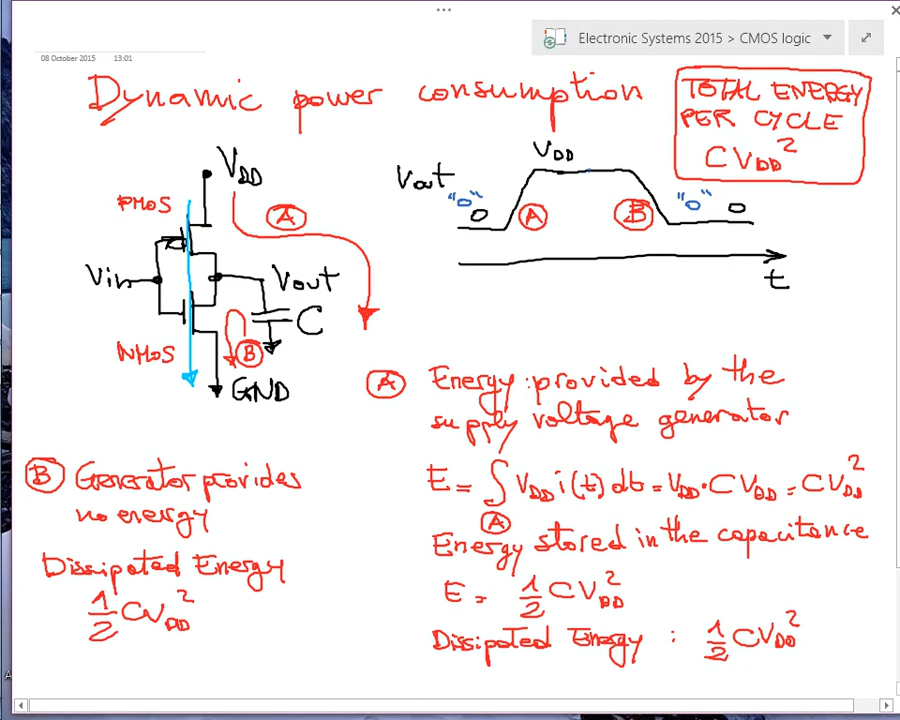 Electronic Systems 2015 > CMOS logic
08 October 2015 13:01
Dynamic power consumption
TOTAL ENERGY
PER CYCLE
CVDD²
VDD
PMOS
A
Vin
Vout
C
B
NMOS
GND
Vout
VDD
"0"
0
A
B
"0"
0
t
A Energy provided by the
supply voltage generator
E = ∫ VDD i(t) dt = VDD · CVDD = CVDD²
A
Energy stored in the capacitance
E = 1/2 CVDD²
Dissipated Energy : 1/2 CVDD²
B Generator provides
no energy
Dissipated Energy
1/2 CVDD²